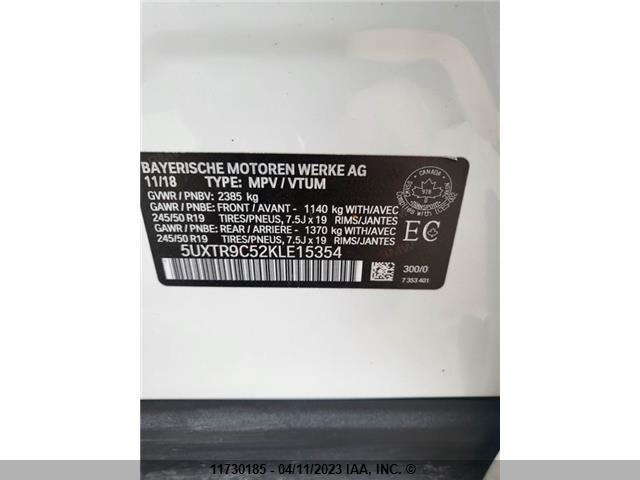 BAYERISCHE MOTOREN WERKE AG
11/18 TYPE: MPV / VTUM
GVWR / PNBV: 2385 kg
GAWR / PNBE: FRONT / AVANT - 1140 kg WITH/AVEC
245/50 R19 TIRES/PNEUS, 7.5J x 19 RIMS/JANTES
GAWR / PNBE: REAR / ARRIERE - 1370 kg WITH/AVEC
245/50 R19 TIRES/PNEUS, 7.5J x 19 RIMS/JANTES
5UXTR9C52KLE15354
CANADA
978
EC
300/0
7 353 401
11730185 - 04/11/2023 IAA, INC. ©